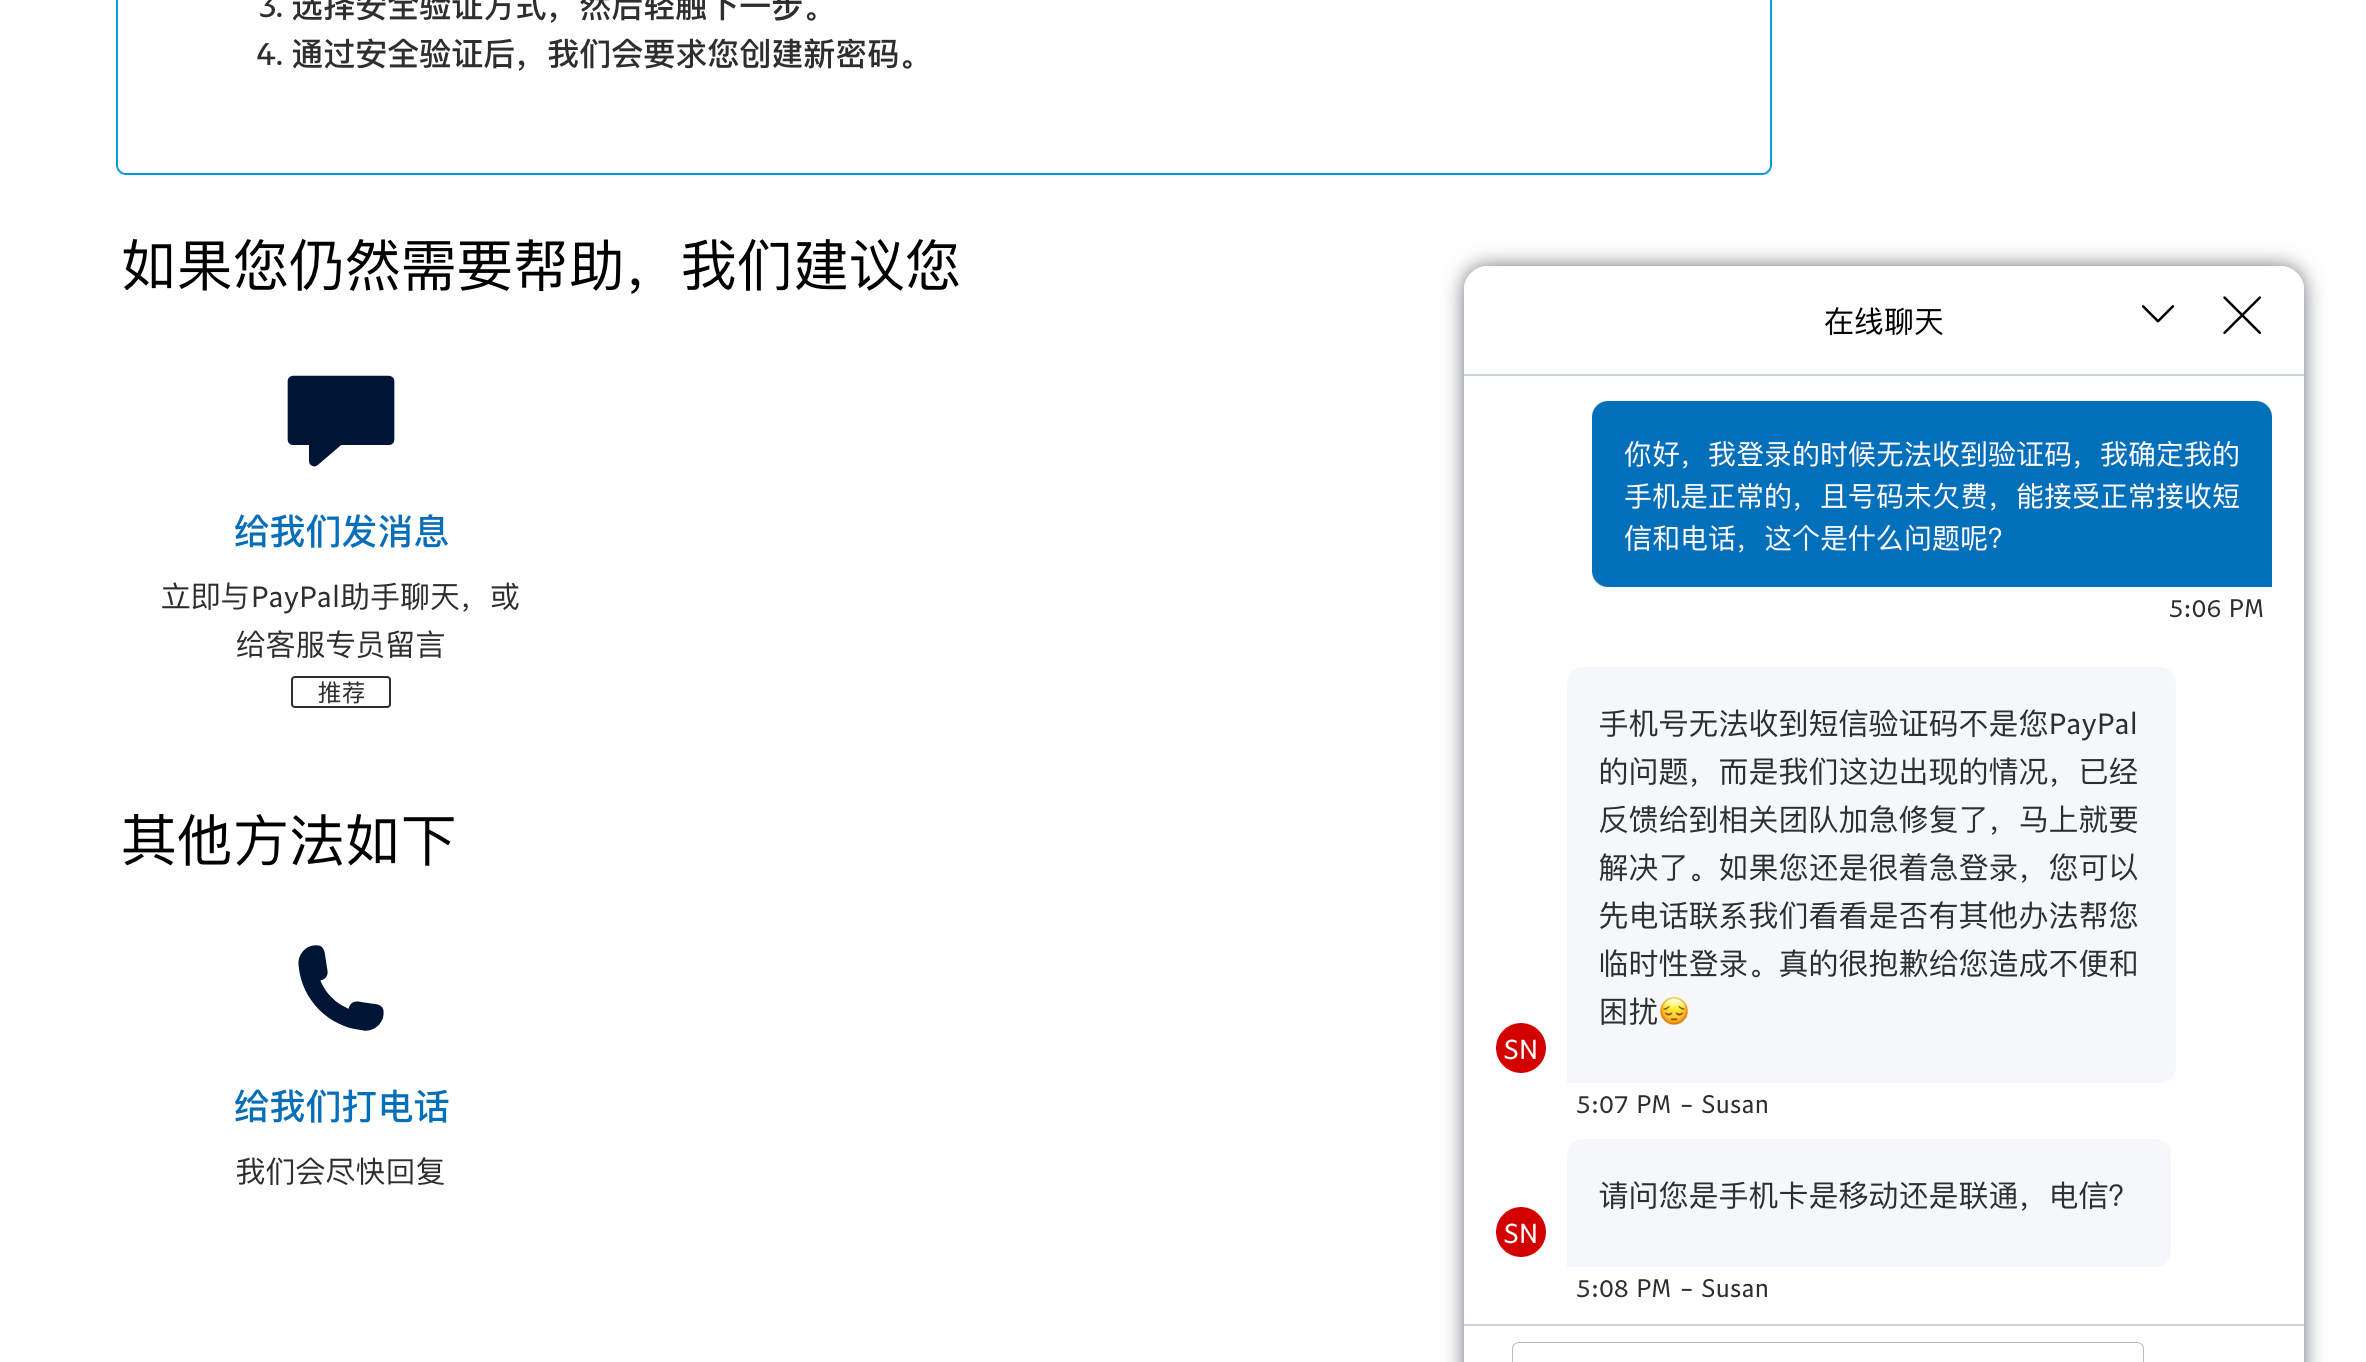 3. 选择安全验证方式，然后轻触下一步。
4. 通过安全验证后，我们会要求您创建新密码。
如果您仍然需要帮助，我们建议您
给我们发消息
立即与PayPal助手聊天，或
给客服专员留言
推荐
其他方法如下
给我们打电话
我们会尽快回复
在线聊天
你好，我登录的时候无法收到验证码，我确定我的
手机是正常的，且号码未欠费，能接受正常接收短
信和电话，这个是什么问题呢？
5:06 PM
手机号无法收到短信验证码不是您PayPal
的问题，而是我们这边出现的情况，已经
反馈给到相关团队加急修复了，马上就要
解决了。如果您还是很着急登录，您可以
先电话联系我们看看是否有其他办法帮您
临时性登录。真的很抱歉给您造成不便和
困扰😔
SN
5:07 PM – Susan
请问您是手机卡是移动还是联通，电信？
SN
5:08 PM – Susan